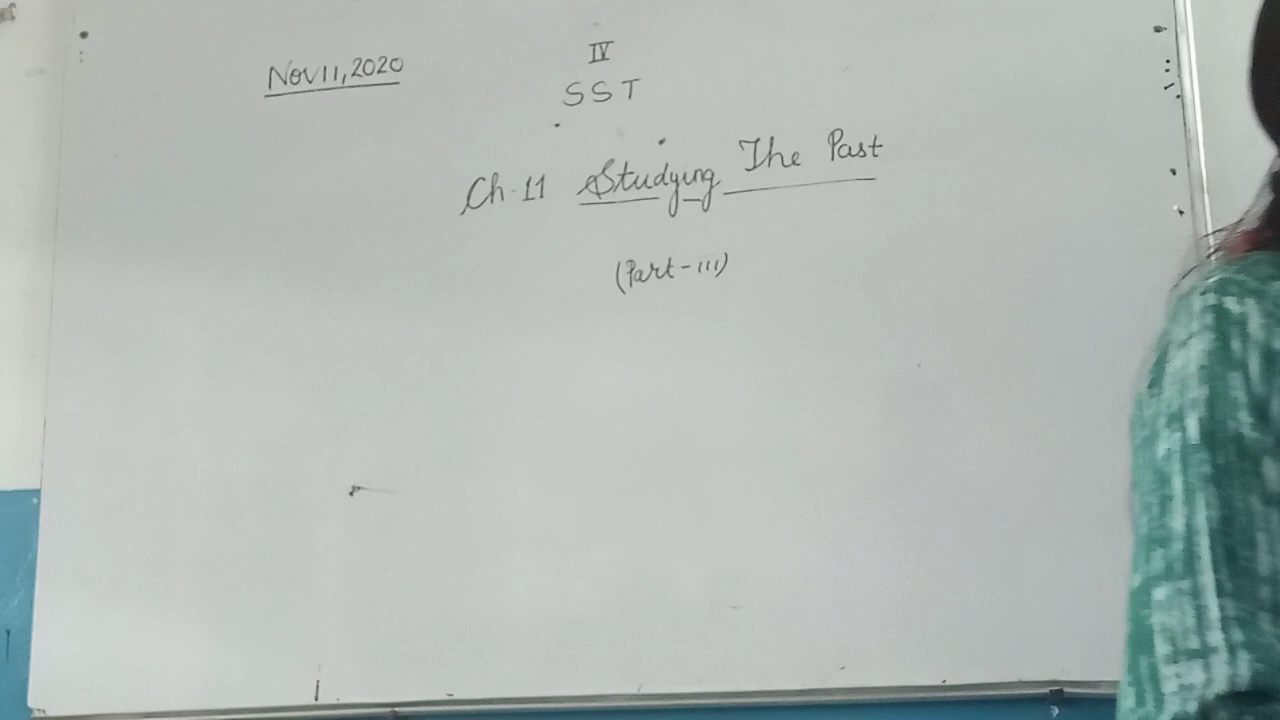 Nov 11, 2020
IV
SST
Ch-11 Studying The Past
(Part-III)